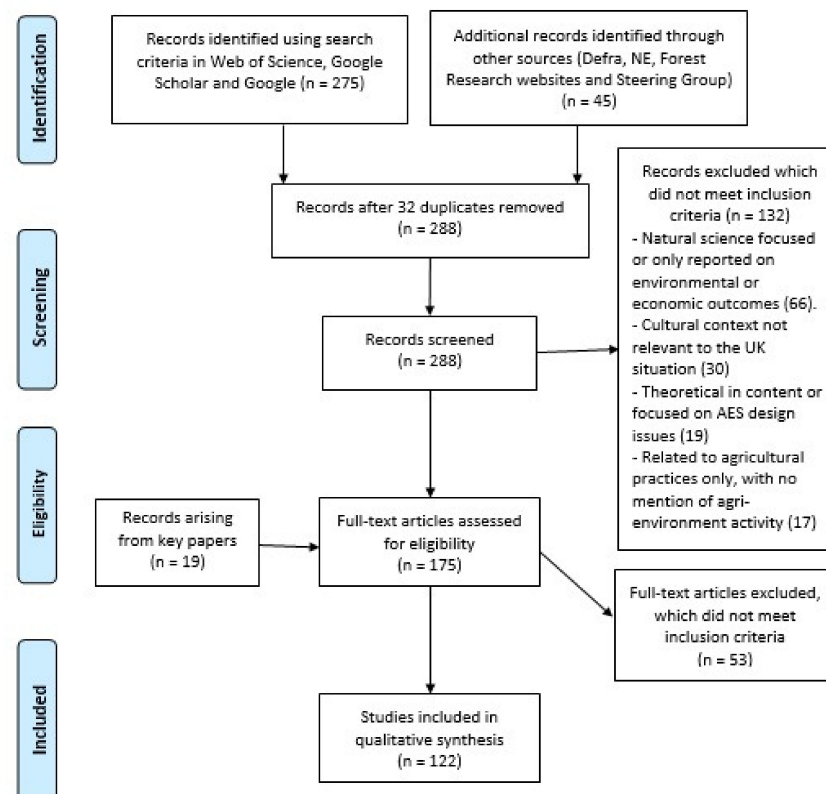 Identification
Records identified using search
criteria in Web of Science, Google
Scholar and Google (n = 275)
Additional records identified through
other sources (Defra, NE, Forest
Research websites and Steering Group)
(n = 45)
Records after 32 duplicates removed
(n = 288)
Screening
Records screened
(n = 288)
Records excluded which
did not meet inclusion
criteria (n = 132)
- Natural science focused
or only reported on
environmental or
economic outcomes (66).
- Cultural context not
relevant to the UK
situation (30)
- Theoretical in content or
focused on AES design
issues (19)
- Related to agricultural
practices only, with no
mention of agri-
environment activity (17)
Eligibility
Records arising
from key papers
(n = 19)
Full-text articles assessed
for eligibility
(n = 175)
Full-text articles excluded,
which did not meet
inclusion criteria
(n = 53)
Included
Studies included in
qualitative synthesis
(n = 122)